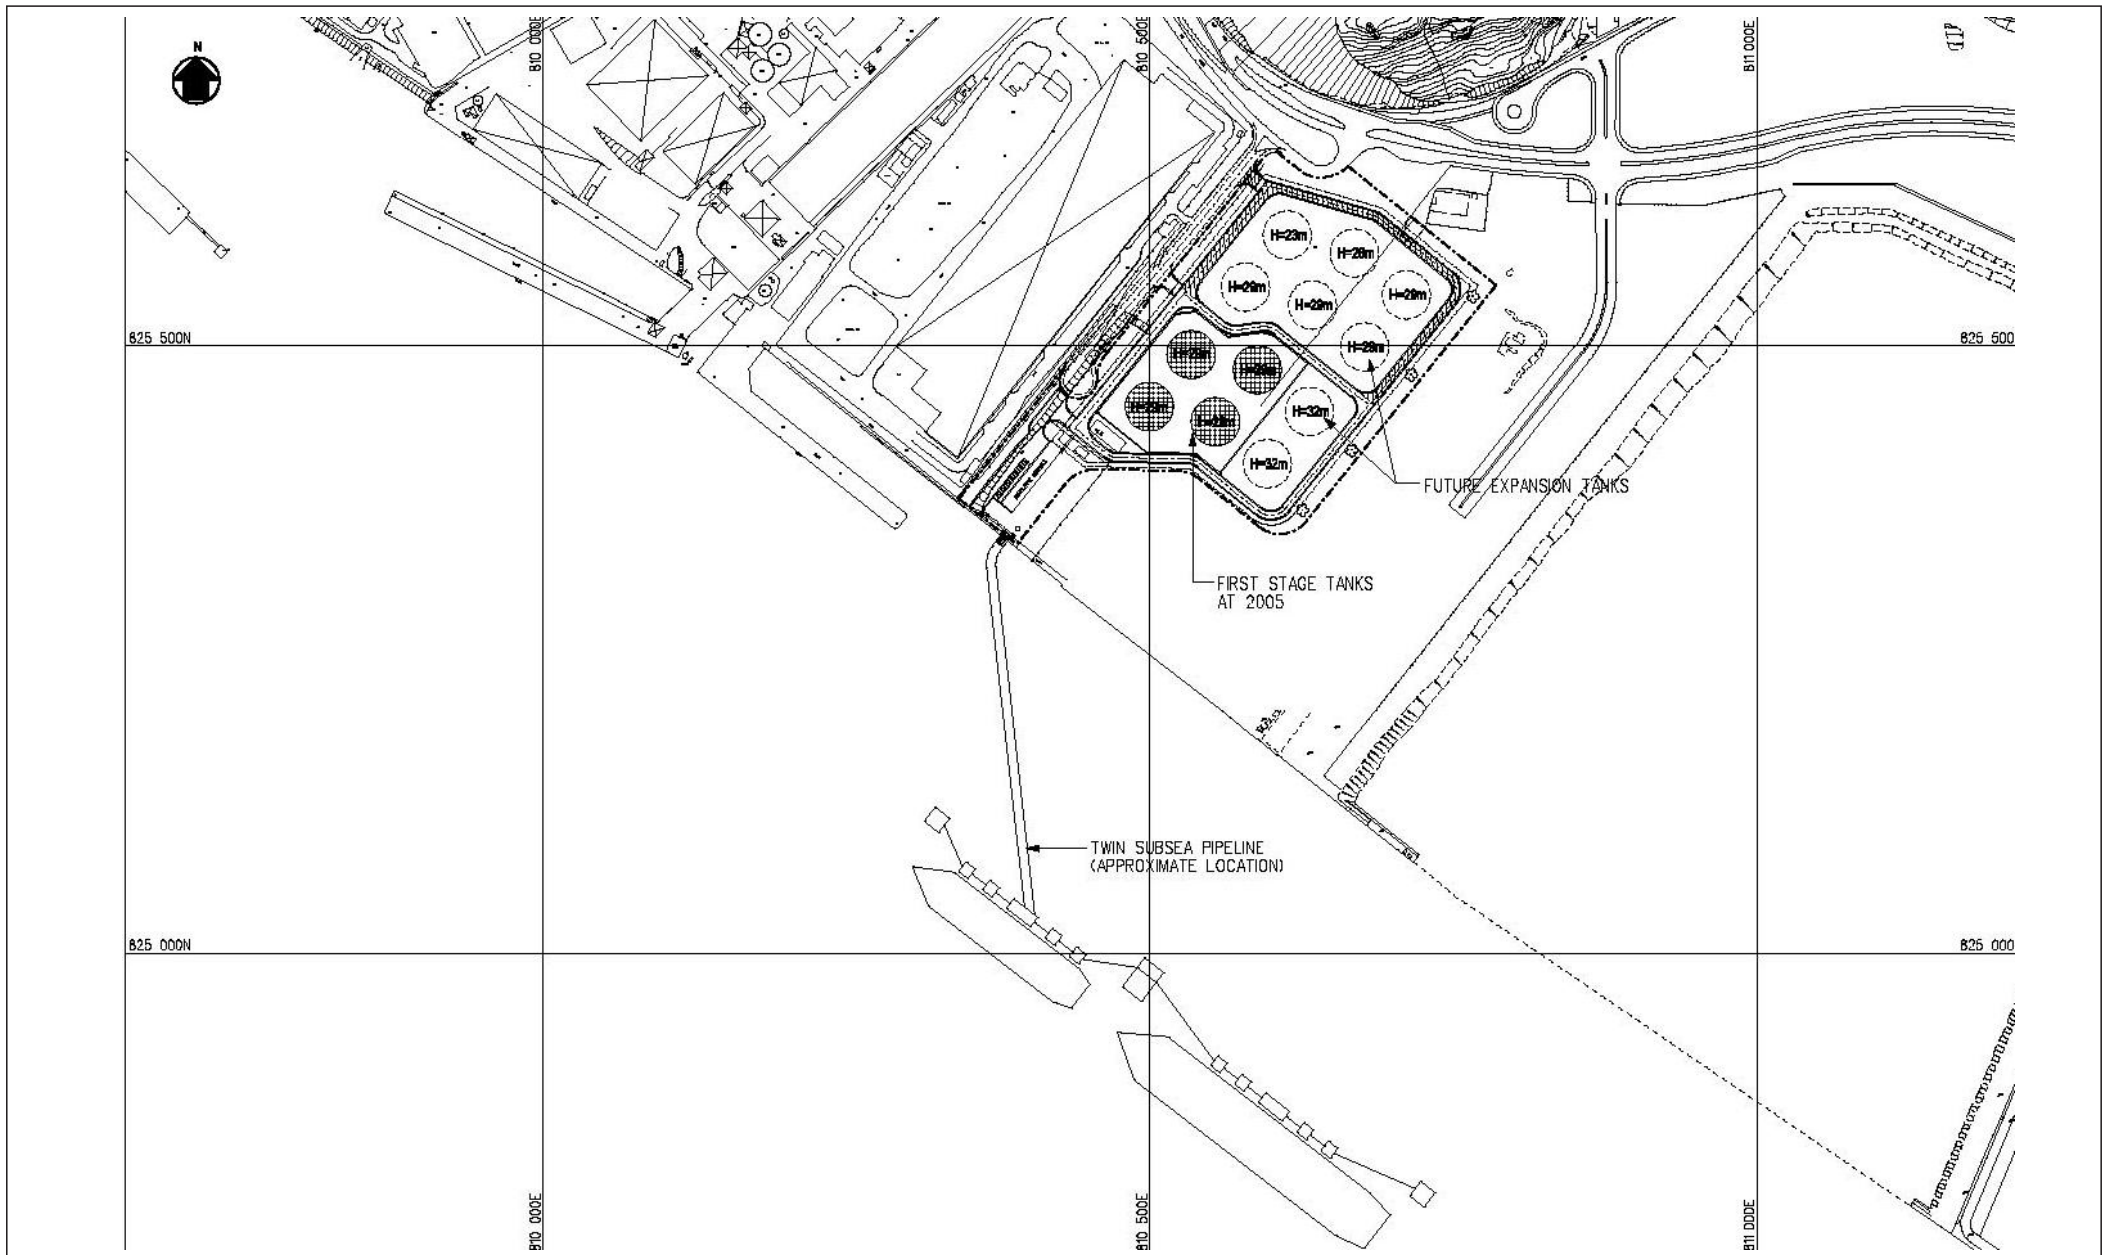 N
810 000E
810 500E
811 000E
H=23m
H=29m
H=29m
H=29m
825 500N
825 500
H=32m
H=32m
FUTURE EXPANSION TANKS
FIRST STAGE TANKS
AT 2005
TWIN SUBSEA PIPELINE
(APPROXIMATE LOCATION)
825 000N
825 000
810 000E
810 500E
811 000E